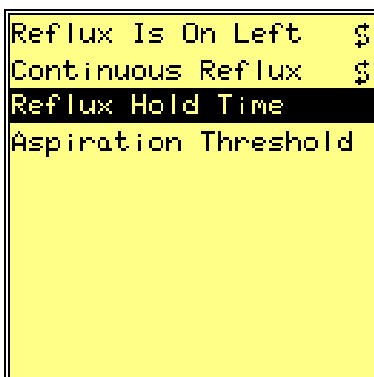 Reflux Is On Left $
Continuous Reflux $
Reflux Hold Time
Aspiration Threshold